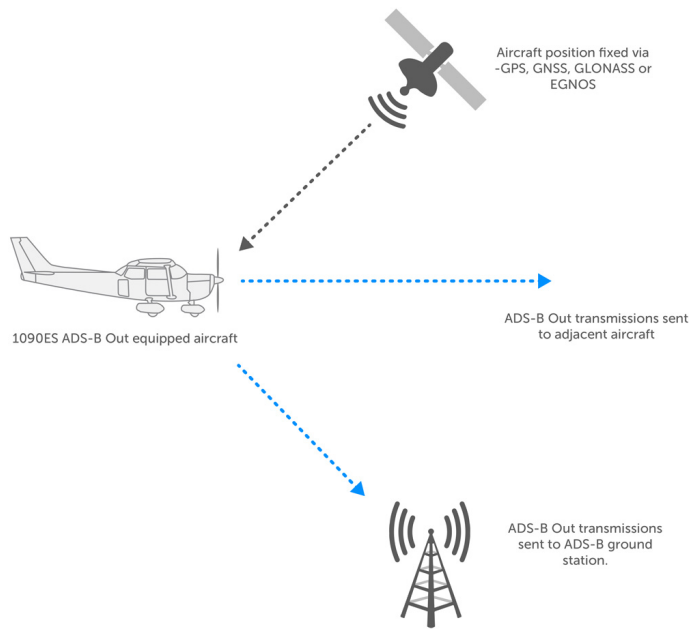 Aircraft position fixed via
-GPS, GNSS, GLONASS or
EGNOS
1090ES ADS-B Out equipped aircraft
ADS-B Out transmissions sent
to adjacent aircraft
ADS-B Out transmissions
sent to ADS-B ground
station.